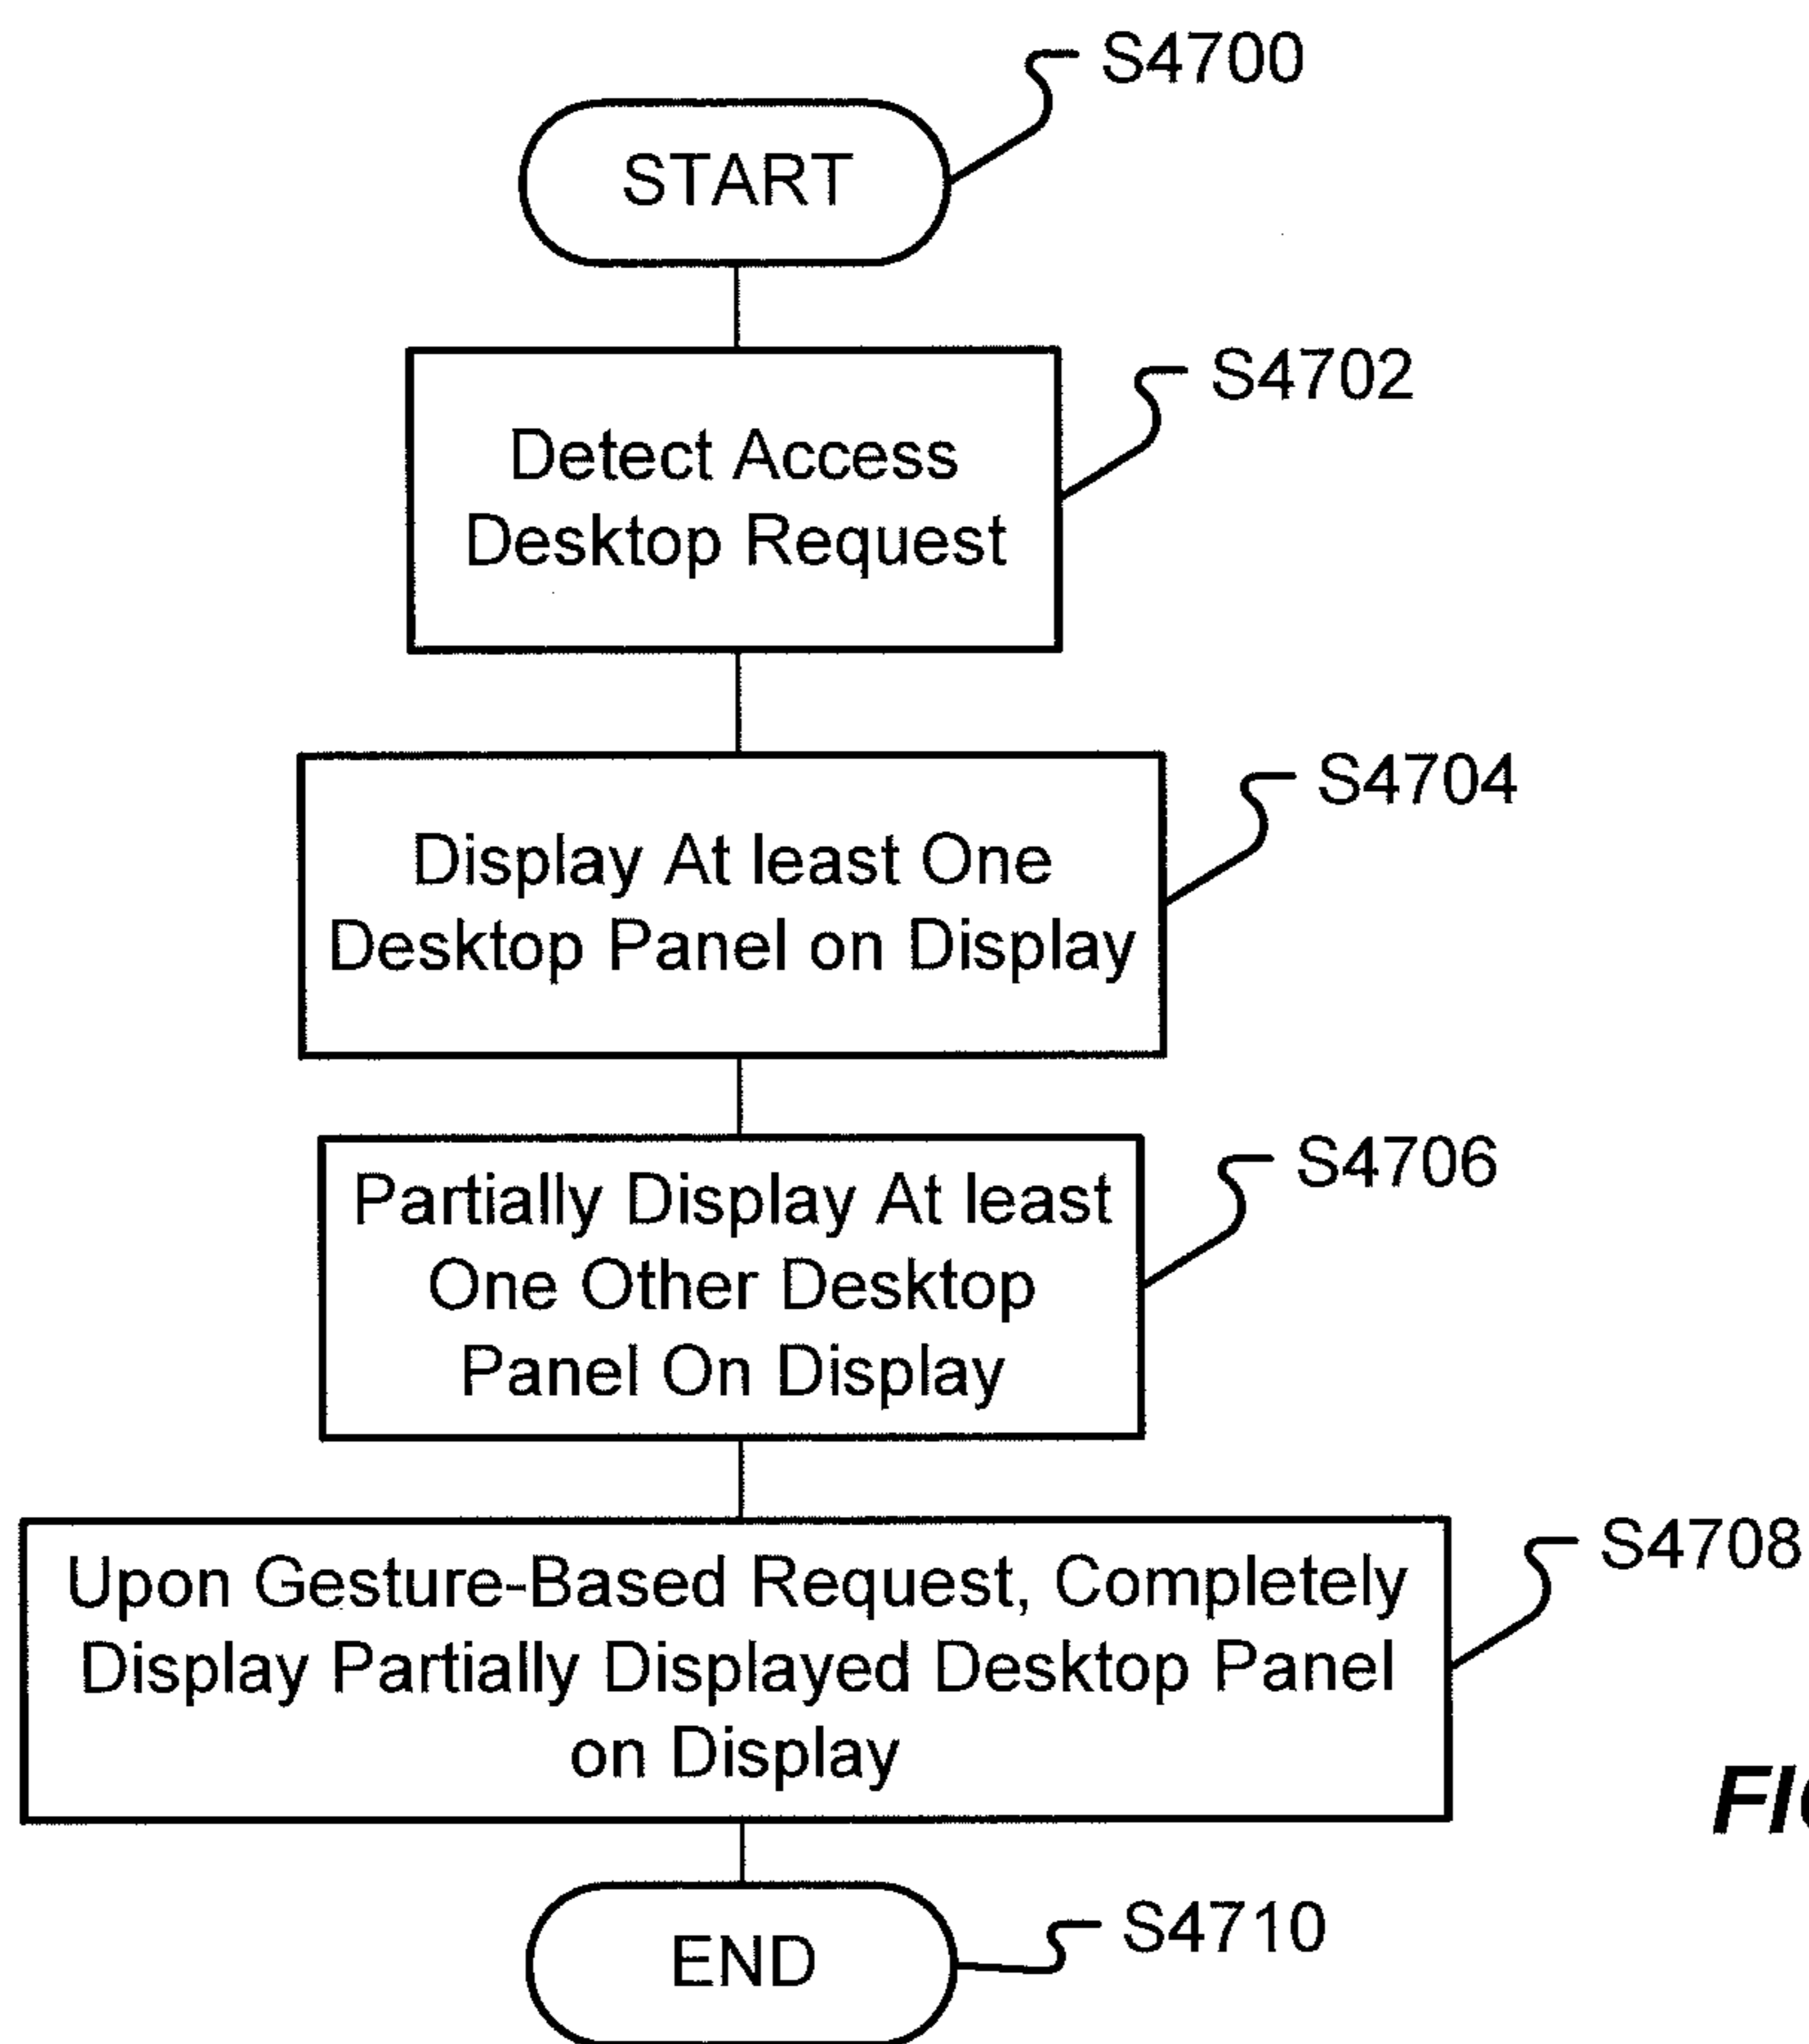 S4700
START
S4702
Detect Access
Desktop Request
S4704
Display At least One
Desktop Panel on Display
S4706
Partially Display At least
One Other Desktop
Panel On Display
S4708
Upon Gesture-Based Request, Completely
Display Partially Displayed Desktop Panel
on Display
S4710
END